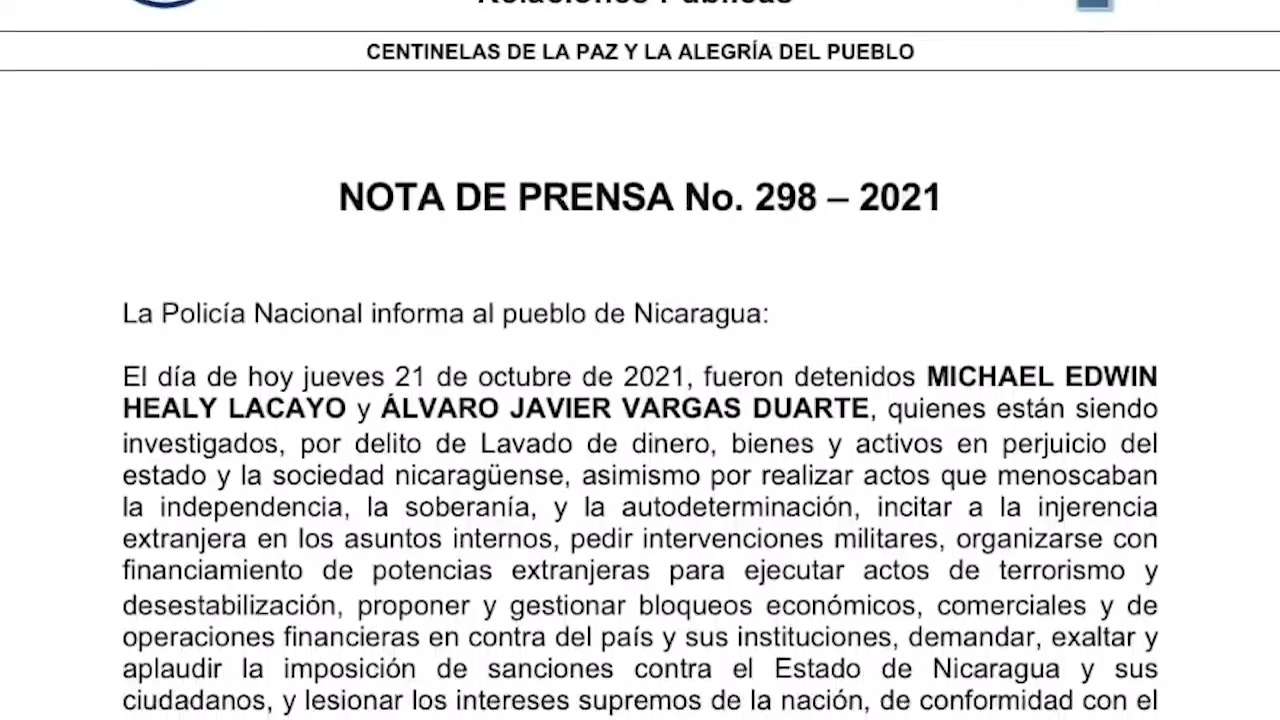 Relaciones Públicas
CENTINELAS DE LA PAZ Y LA ALEGRÍA DEL PUEBLO
NOTA DE PRENSA No. 298 – 2021
La Policía Nacional informa al pueblo de Nicaragua:
El día de hoy jueves 21 de octubre de 2021, fueron detenidos MICHAEL EDWIN
HEALY LACAYO y ÁLVARO JAVIER VARGAS DUARTE, quienes están siendo
investigados, por delito de Lavado de dinero, bienes y activos en perjuicio del
estado y la sociedad nicaragüense, asimismo por realizar actos que menoscaban
la independencia, la soberanía, y la autodeterminación, incitar a la injerencia
extranjera en los asuntos internos, pedir intervenciones militares, organizarse con
financiamiento de potencias extranjeras para ejecutar actos de terrorismo y
desestabilización, proponer y gestionar bloqueos económicos, comerciales y de
operaciones financieras en contra del país y sus instituciones, demandar, exaltar y
aplaudir la imposición de sanciones contra el Estado de Nicaragua y sus
ciudadanos, y lesionar los intereses supremos de la nación, de conformidad con el